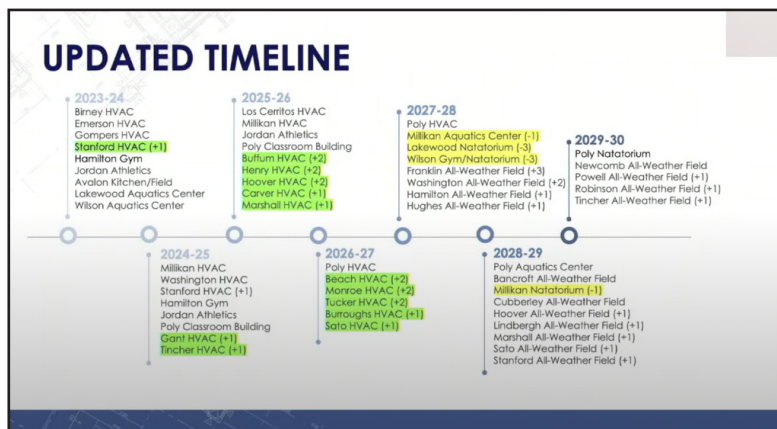 UPDATED TIMELINE
2023-24
Birney HVAC
Emerson HVAC
Gompers HVAC
Stanford HVAC (+1)
Hamilton Gym
Jordan Athletics
Avalon Kitchen/Field
Lakewood Aquatics Center
Wilson Aquatics Center
2025-26
Los Cerritos HVAC
Millikan HVAC
Jordan Athletics
Poly Classroom Building
Buffum HVAC (+2)
Henry HVAC (+2)
Hoover HVAC (+2)
Carver HVAC (+1)
Marshall HVAC (+1)
2027-28
Poly HVAC
Millikan Aquatics Center (-1)
Lakewood Natatorium (-3)
Wilson Gym/Natatorium (-3)
Franklin All-Weather Field (+3)
Washington All-Weather Field (+2)
Hamilton All-Weather Field (+1)
Hughes All-Weather Field (+1)
2029-30
Poly Natatorium
Newcomb All-Weather Field
Powell All-Weather Field (+1)
Robinson All-Weather Field (+1)
Tincher All-Weather Field (+1)
2024-25
Millikan HVAC
Washington HVAC
Stanford HVAC (+1)
Hamilton Gym
Jordan Athletics
Poly Classroom Building
Gant HVAC (+1)
Tincher HVAC (+1)
2026-27
Poly HVAC
Beach HVAC (+2)
Monroe HVAC (+2)
Tucker HVAC (+2)
Burroughs HVAC (+1)
Sato HVAC (+1)
2028-29
Poly Aquatics Center
Bancroft All-Weather Field
Millikan Natatorium (-1)
Cubberley All-Weather Field
Hoover All-Weather Field (+1)
Lindbergh All-Weather Field (+1)
Marshall All-Weather Field (+1)
Sato All-Weather Field (+1)
Stanford All-Weather Field (+1)